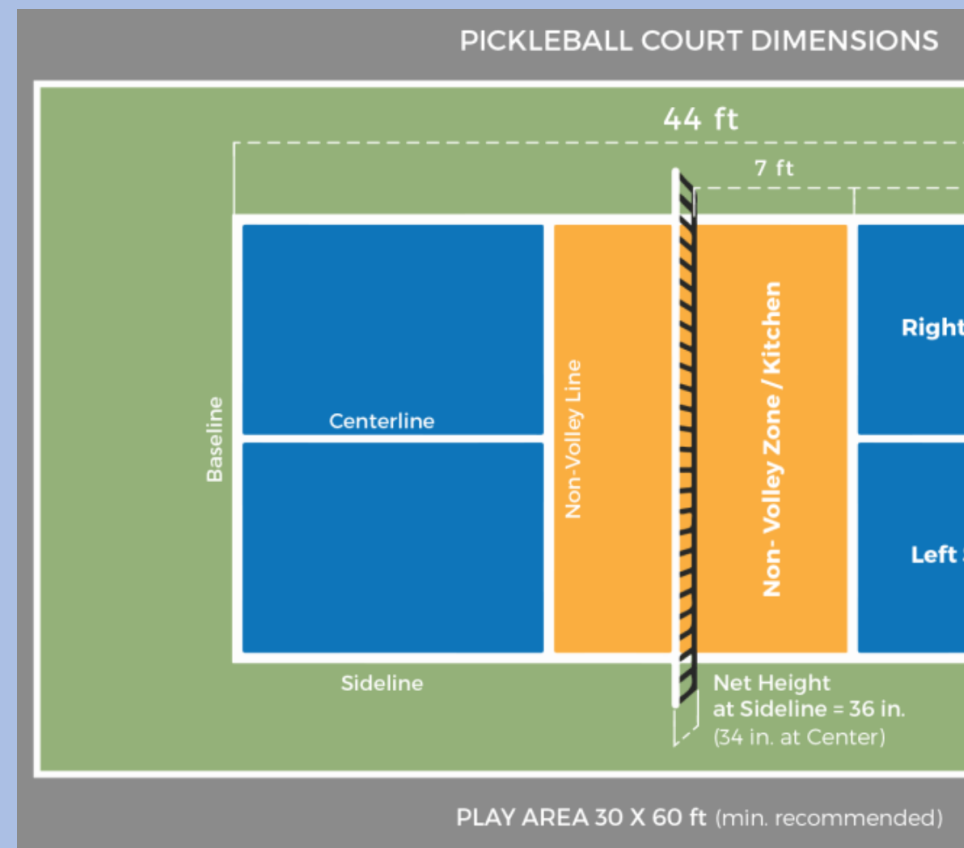 PICKLEBALL COURT DIMENSIONS
44 ft
7 ft
Right
Non-Volley Zone / Kitchen
Non-Volley Line
Centerline
Baseline
Left
Sideline
Net Height
at Sideline = 36 in.
(34 in. at Center)
PLAY AREA 30 X 60 ft (min. recommended)